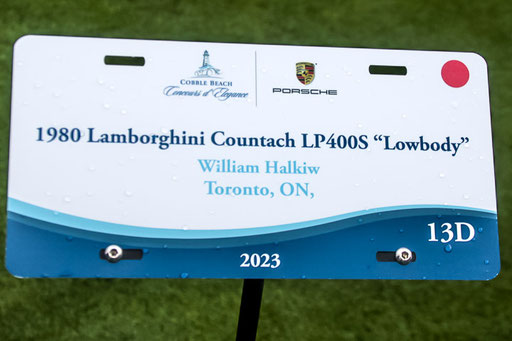 COBBLE BEACH
Concours d'Elegance
PORSCHE
1980 Lamborghini Countach LP400S “Lowbody”
William Halkiw
Toronto, ON,
13D
2023